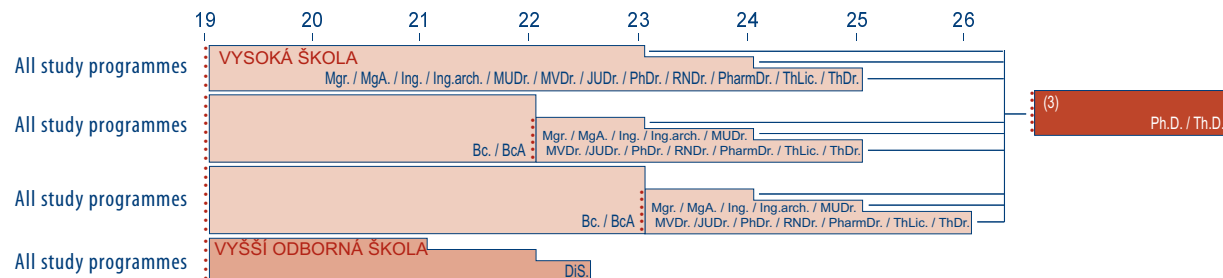 19 20 21 22 23 24 25 26
All study programmes
VYSOKÁ ŠKOLA
Mgr. / MgA. / Ing. / Ing.arch. / MUDr. / MVDr. / JUDr. / PhDr. / RNDr. / PharmDr. / ThLic. / ThDr.
(3)
Ph.D. / Th.D.
All study programmes
Bc. / BcA
Mgr. / MgA. / Ing. / Ing.arch. / MUDr.
MVDr. /JUDr. / PhDr. / RNDr. / PharmDr. / ThLic. / ThDr.
All study programmes
Bc. / BcA
Mgr. / MgA. / Ing. / Ing.arch. / MUDr.
MVDr. /JUDr. / PhDr. / RNDr. / PharmDr. / ThLic. / ThDr.
All study programmes
VYŠŠÍ ODBORNÁ ŠKOLA
DiS.